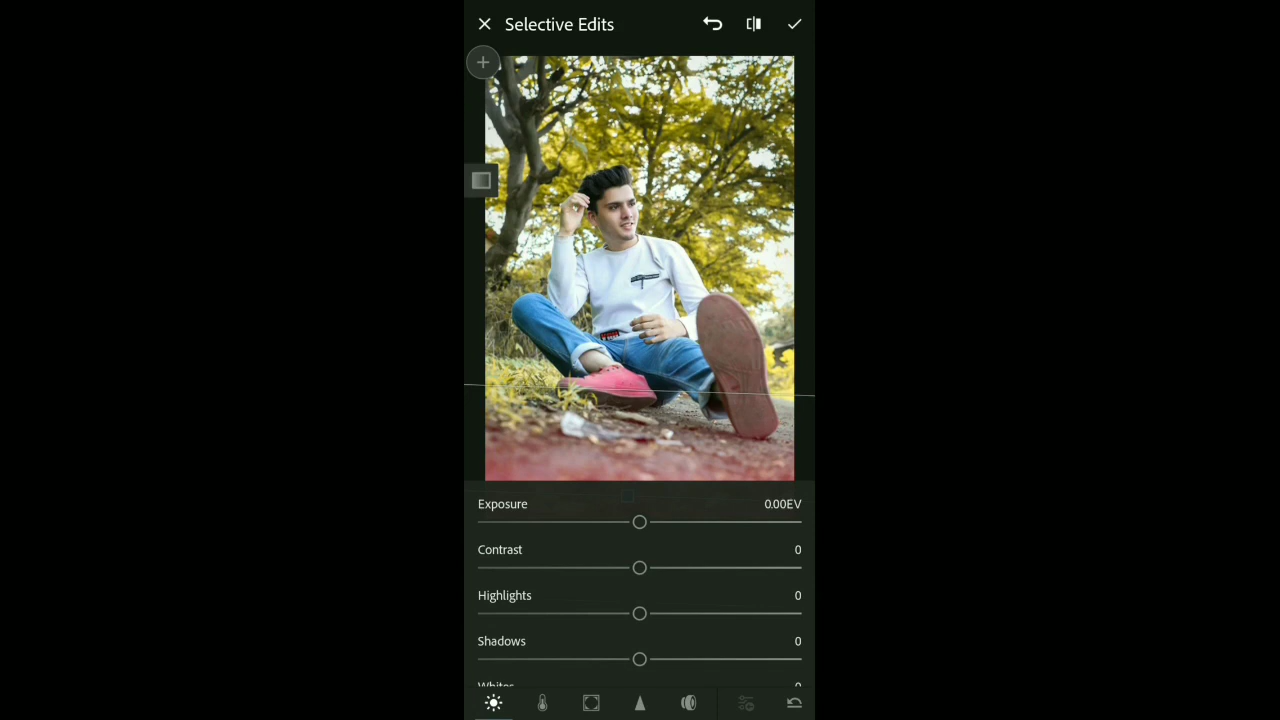 Selective Edits
Exposure 0.00EV
Contrast 0
Highlights 0
Shadows 0